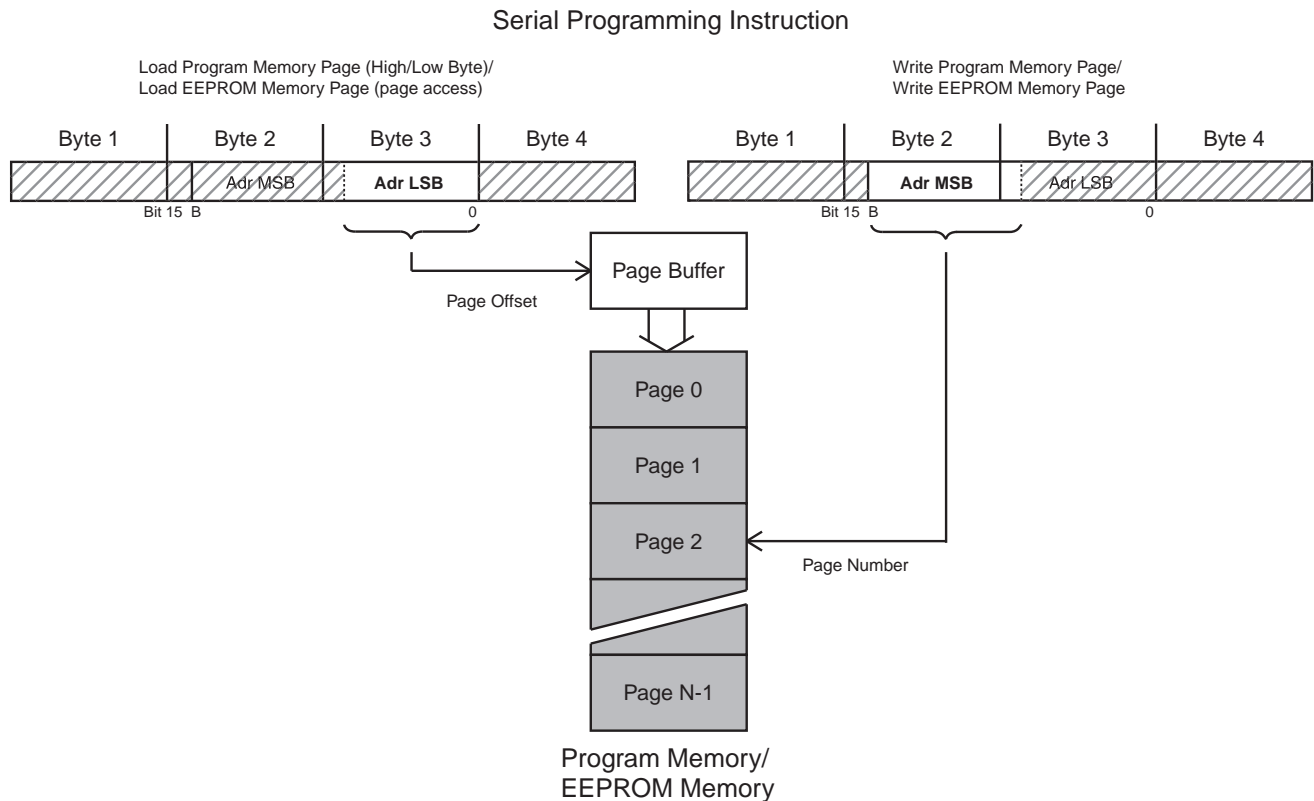 Serial Programming Instruction
Load Program Memory Page (High/Low Byte)/
Load EEPROM Memory Page (page access)
Write Program Memory Page/
Write EEPROM Memory Page
Byte 1 Byte 2 Byte 3 Byte 4
Byte 1 Byte 2 Byte 3 Byte 4
Adr MSB Adr LSB
Adr MSB Adr LSB
Bit 15 B 0
Bit 15 B 0
Page Buffer
Page Offset
Page 0
Page 1
Page 2
Page Number
Page N-1
Program Memory/
EEPROM Memory